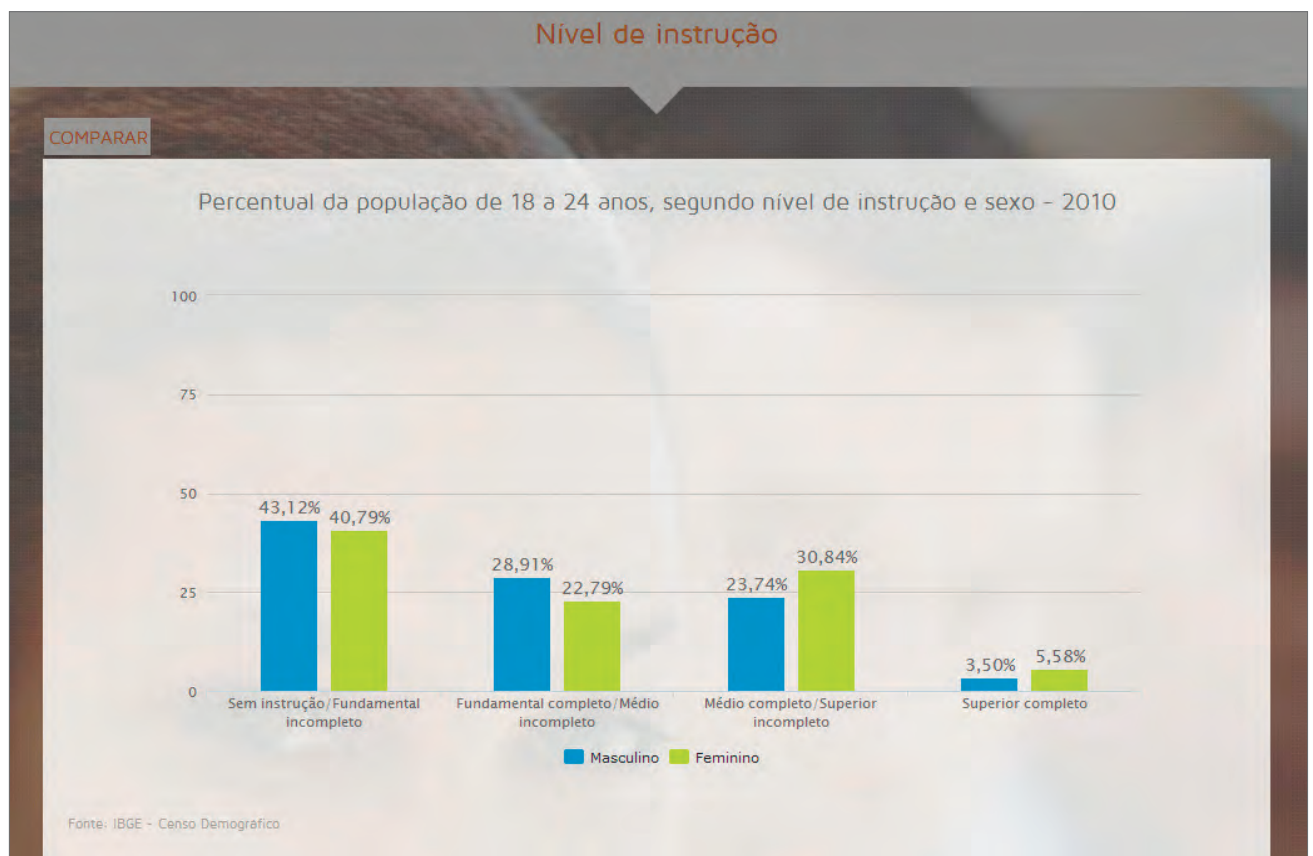 Nível de instrução
COMPARAR
Percentual da população de 18 a 24 anos, segundo nível de instrução e sexo - 2010
100
75
50
25
0
43,12%
40,79%
28,91%
22,79%
23,74%
30,84%
3,50%
5,58%
Sem instrução/Fundamental
incompleto
Fundamental completo/Médio
incompleto
Médio completo/Superior
incompleto
Superior completo
Masculino
Feminino
Fonte: IBGE - Censo Demográfico